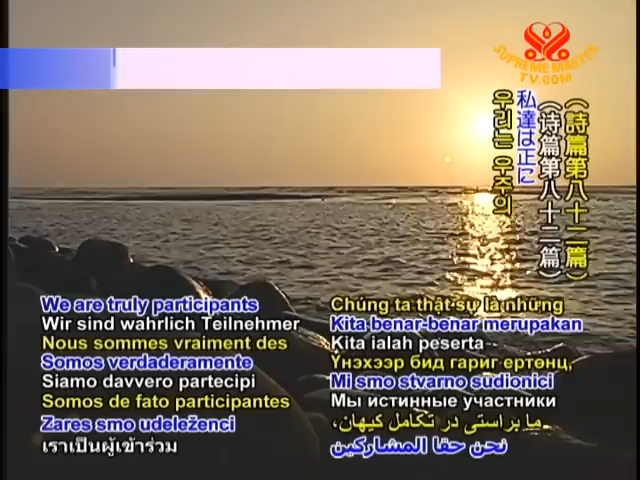 SUPREME MASTER
TV.COM
(詩篇第八十二篇)
(诗篇第八十二篇)
私達は正に
우리는 우주의
We are truly participants
Wir sind wahrlich Teilnehmer
Nous sommes vraiment des
Somos verdaderamente
Siamo davvero partecipi
Somos de fato participantes
Zares smo udeleženci
เราเป็นผู้เข้าร่วม
Chúng ta thật sự là những
Kita benar-benar merupakan
Kita ialah peserta
Үнэхээр бид гариг ертөнц,
Mi smo stvarno sudionici
Мы истинные участники
ما براستی در تکامل کیهان،
نحن حقا المشاركين